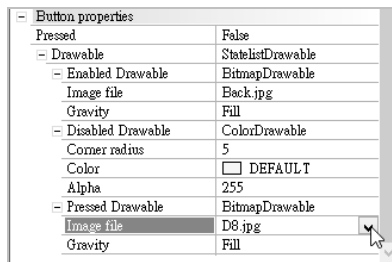 Button properties
Pressed False
Drawable StatelistDrawable
Enabled Drawable BitmapDrawable
Image file Back.jpg
Gravity Fill
Disabled Drawable ColorDrawable
Corner radius 5
Color DEFAULT
Alpha 255
Pressed Drawable BitmapDrawable
Image file D8.jpg
Gravity Fill